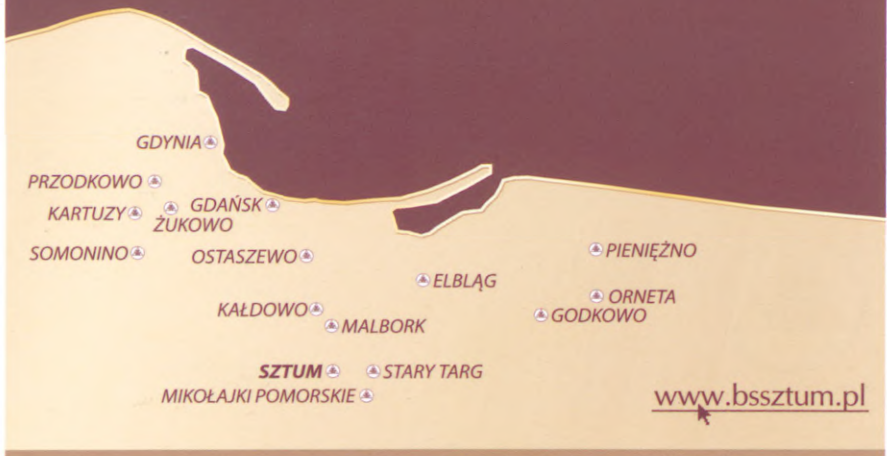 GDYNIA
PRZODKOWO
KARTUZY
GDAŃSK
ŻUKOWO
SOMONINO
OSTASZEWO
PIENIĘŻNO
ELBLĄG
ORNETA
KAŁDOWO
GODKOWO
MALBORK
SZTUM
STARY TARG
MIKOŁAJKI POMORSKIE
www.bssztum.pl